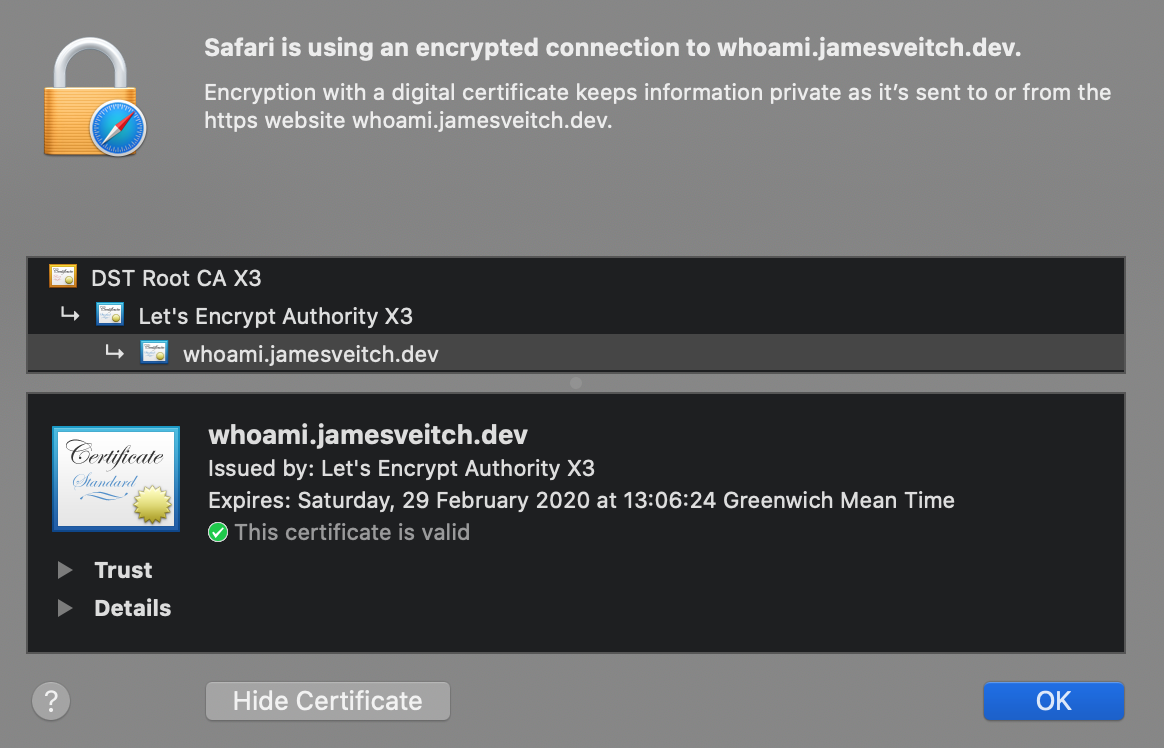 Safari is using an encrypted connection to whoami.jamesveitch.dev.
Encryption with a digital certificate keeps information private as it’s sent to or from the
https website whoami.jamesveitch.dev.
DST Root CA X3
Let's Encrypt Authority X3
whoami.jamesveitch.dev
Certificate
Standard
whoami.jamesveitch.dev
Issued by: Let's Encrypt Authority X3
Expires: Saturday, 29 February 2020 at 13:06:24 Greenwich Mean Time
This certificate is valid
Trust
Details
?
Hide Certificate
OK